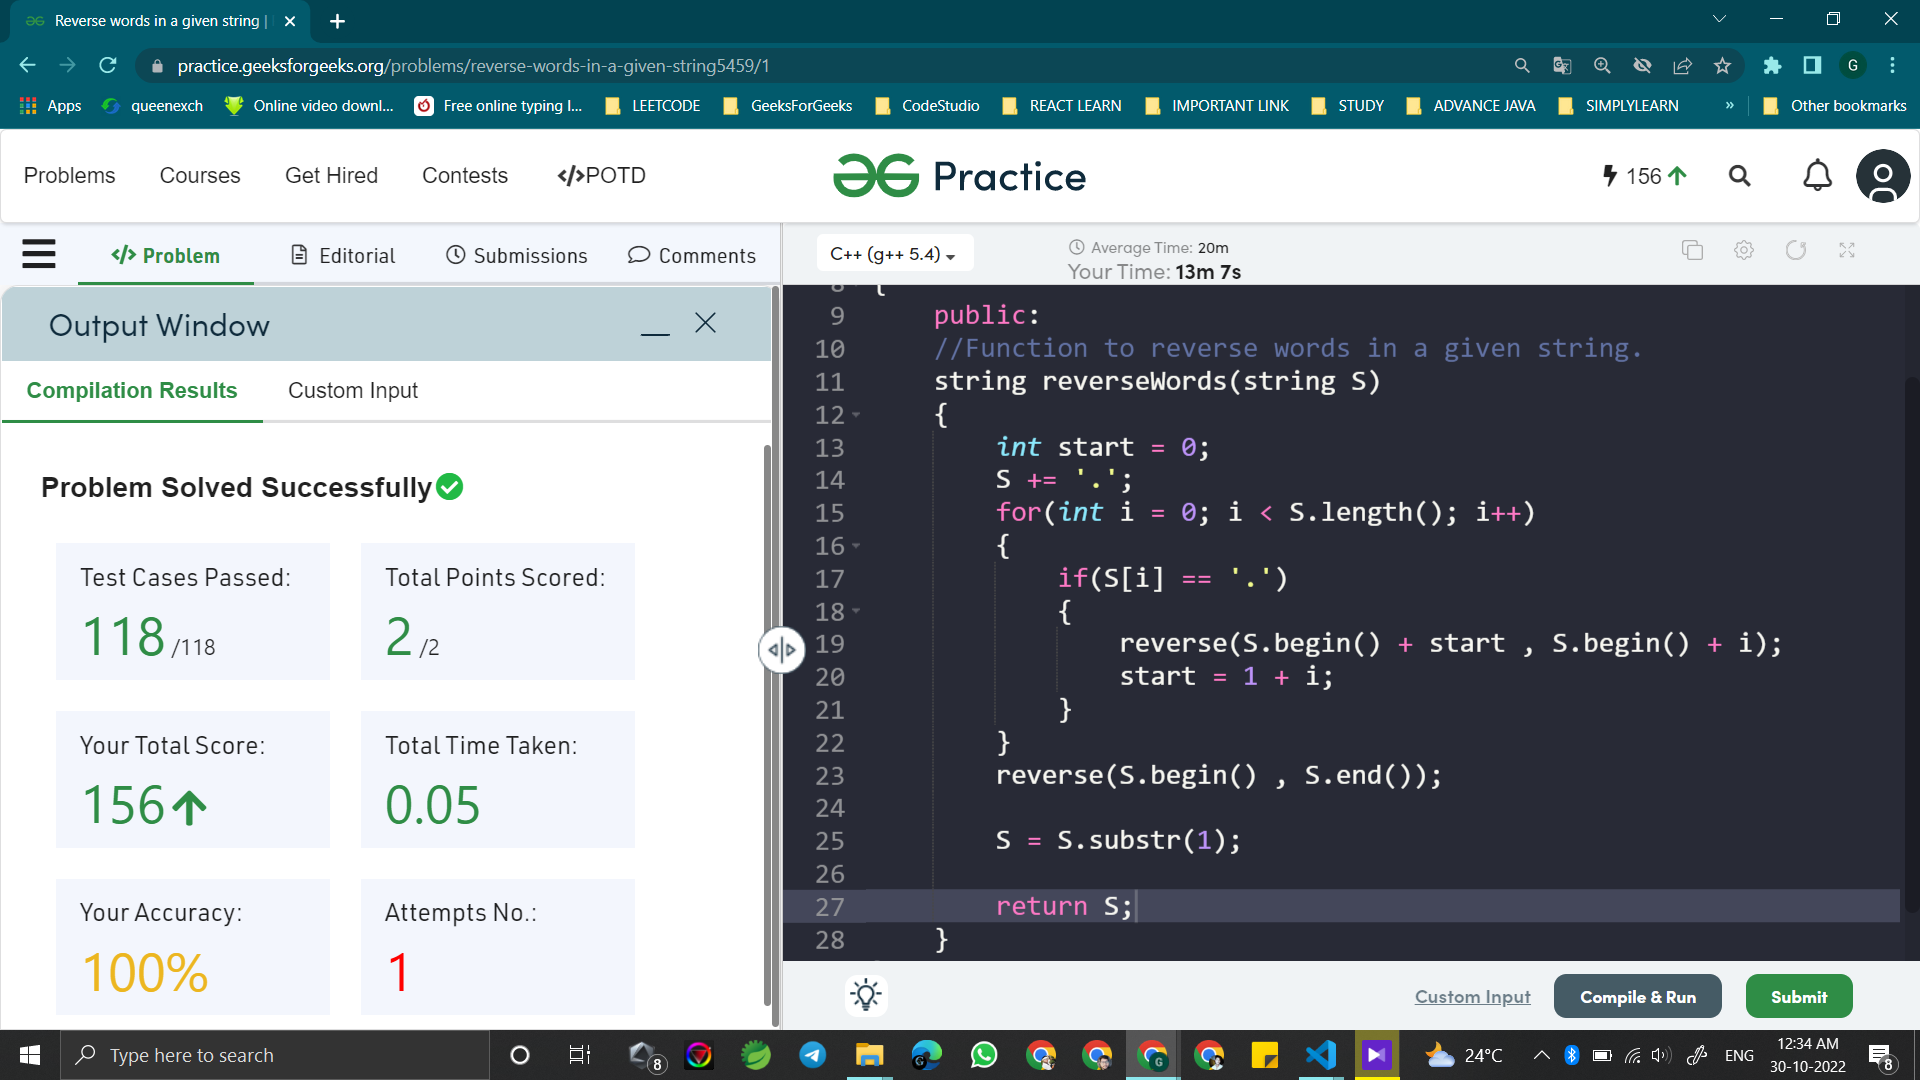 Reverse words in a given string |
practice.geeksforgeeks.org/problems/reverse-words-in-a-given-string5459/1
G
Apps queenexch Online video downl... Free online typing l... LEETCODE GeeksForGeeks CodeStudio REACT LEARN IMPORTANT LINK STUDY ADVANCE JAVA SIMPLYLEARN » Other bookmarks
Problems Courses Get Hired Contests </>POTD Practice 156
</> Problem Editorial Submissions Comments
C++ (g++ 5.4)
Average Time: 20m
Your Time: 13m 7s
Output Window
Compilation Results Custom Input
Problem Solved Successfully
Test Cases Passed: Total Points Scored:
118 /118 2 /2
Your Total Score: Total Time Taken:
156 0.05
Your Accuracy: Attempts No.:
100% 1
8 {
9 public:
10 //Function to reverse words in a given string.
11 string reverseWords(string S)
12 {
13 int start = 0;
14 S += '.';
15 for(int i = 0; i < S.length(); i++)
16 {
17 if(S[i] == '.')
18 {
19 reverse(S.begin() + start , S.begin() + i);
20 start = 1 + i;
21 }
22 }
23 reverse(S.begin() , S.end());
24
25 S = S.substr(1);
26
27 return S;
28 }
Custom Input Compile & Run Submit
Type here to search 8 G 24°C ENG 12:34 AM
30-10-2022 8